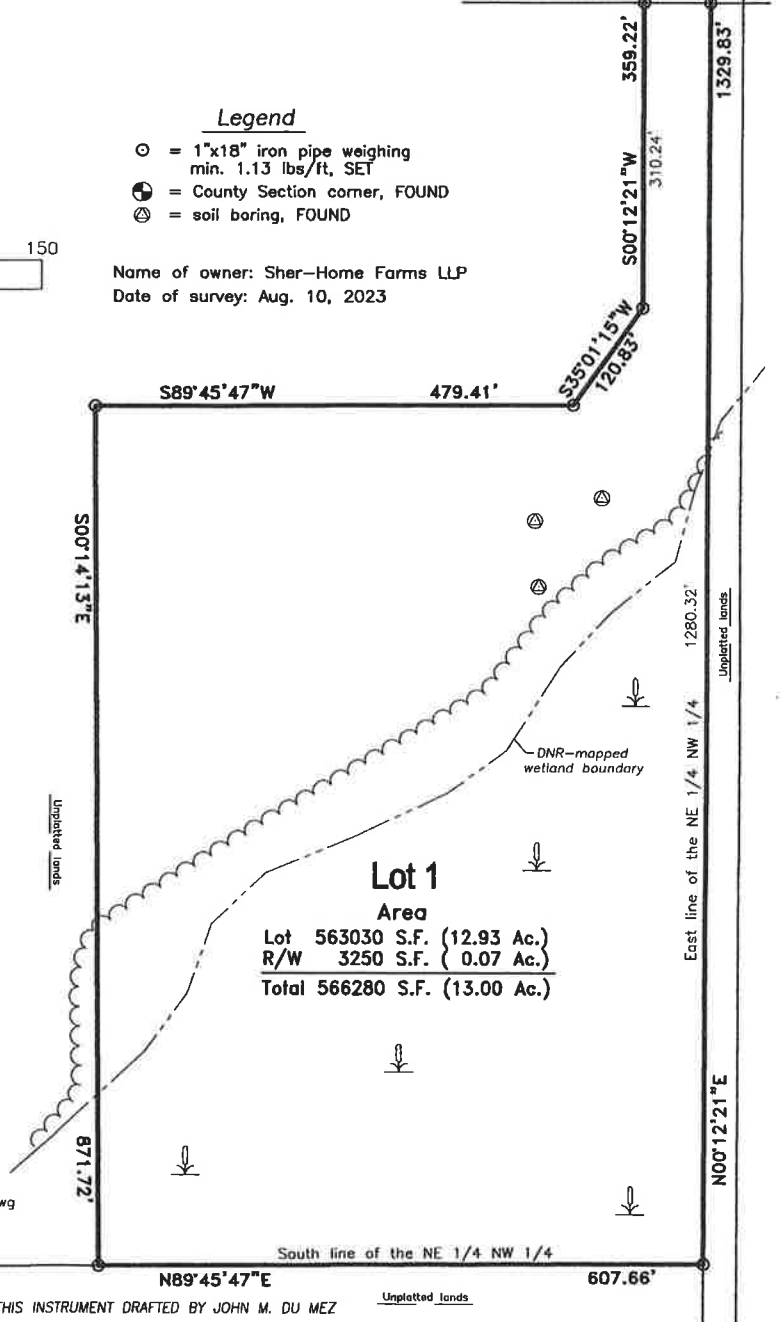 359.22'
1329.83'
Legend
⊙ = 1"x18" iron pipe weighing
min. 1.13 lbs/ft, SET
= County Section corner, FOUND
= soil boring, FOUND
S00°12'21"W
310.24'
150
Name of owner: Sher-Home Farms LLP
Date of survey: Aug. 10, 2023
S35°01'15"W
120.83'
S89°45'47"W 479.41'
S00°14'13"E
1280.32'
Unplatted lands
East line of the NE 1/4 NW 1/4
DNR-mapped
wetland boundary
Unplatted lands
Lot 1
Area
Lot 563030 S.F. (12.93 Ac.)
R/W 3250 S.F. ( 0.07 Ac.)
Total 566280 S.F. (13.00 Ac.)
N00°12'21"E
871.72'
wg
South line of the NE 1/4 NW 1/4
N89°45'47"E 607.66'
Unplatted lands
THIS INSTRUMENT DRAFTED BY JOHN M. DU MEZ